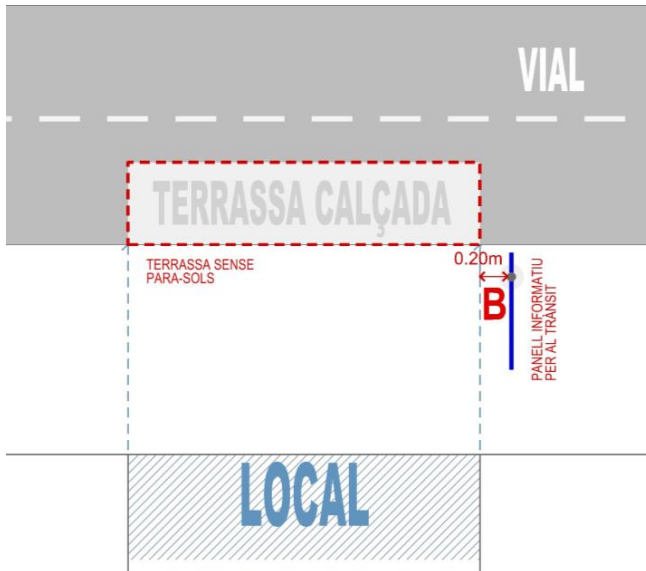 VIAL
TERRASSA CALÇADA
TERRASSA SENSE
PARA-SOLS
0.20m
B
PANELL INFORMATIU
PER AL TRÀNSIT
LOCAL